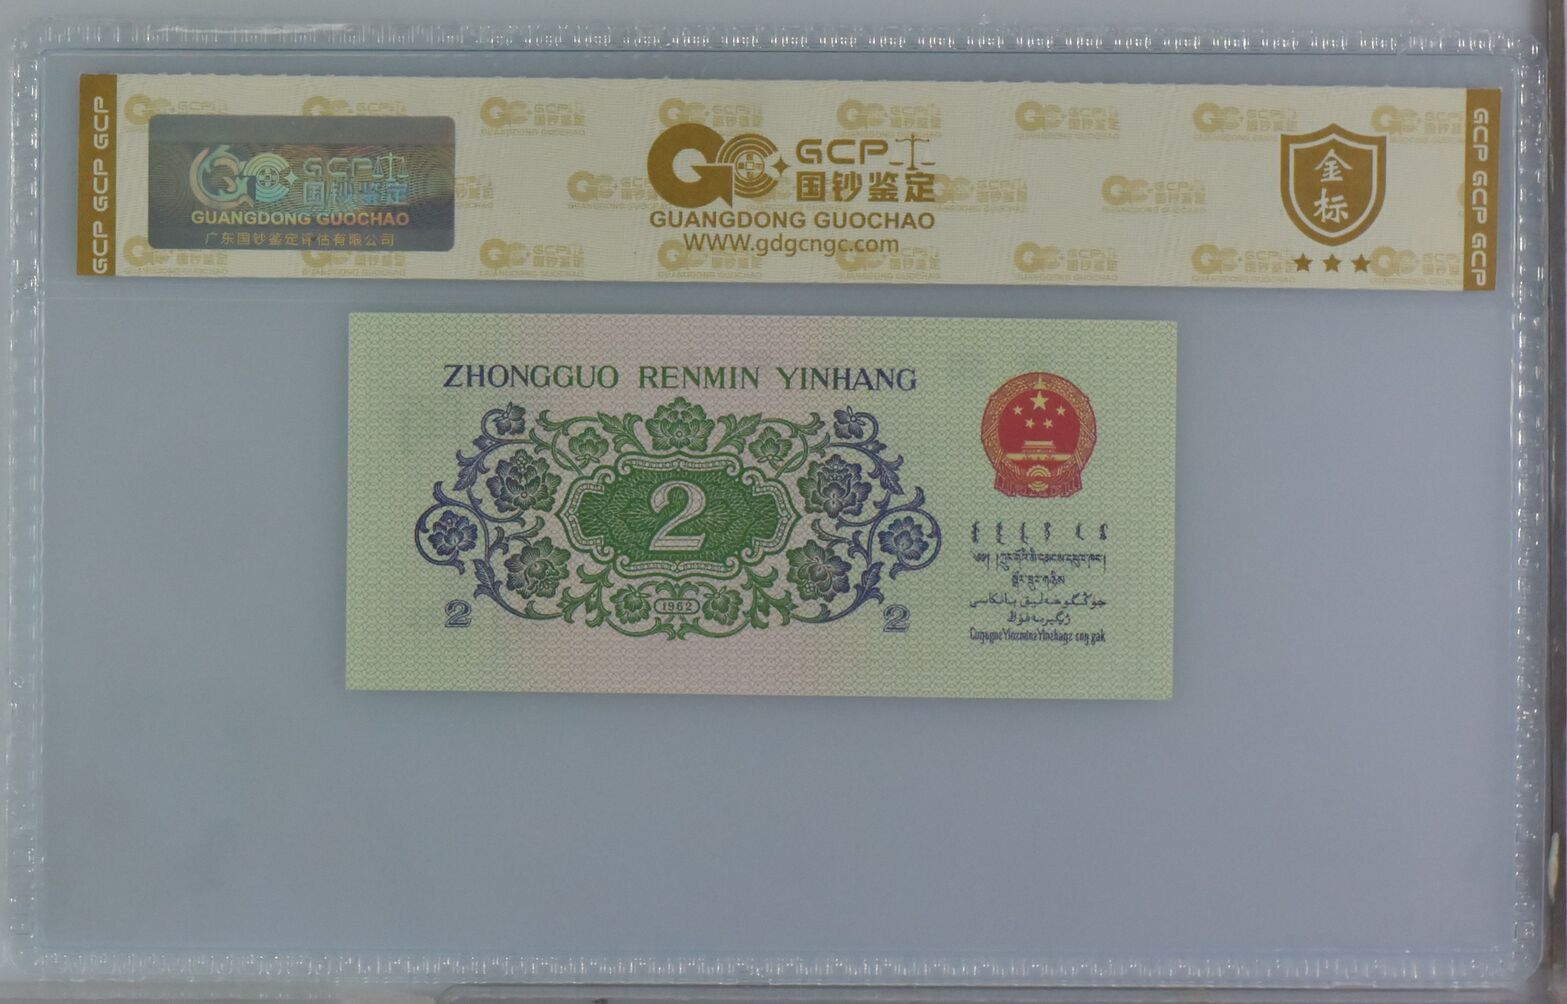 GCP GCP GCP
GCP 国钞鉴定
GUANGDONG GUOCHAO
广东国钞鉴定评估有限公司
GCP
国钞鉴定
GUANGDONG GUOCHAO
WWW.gdgcngc.com
金
标
GCP GCP GCP
ZHONGGUO RENMIN YINHANG
2
1962
2
2